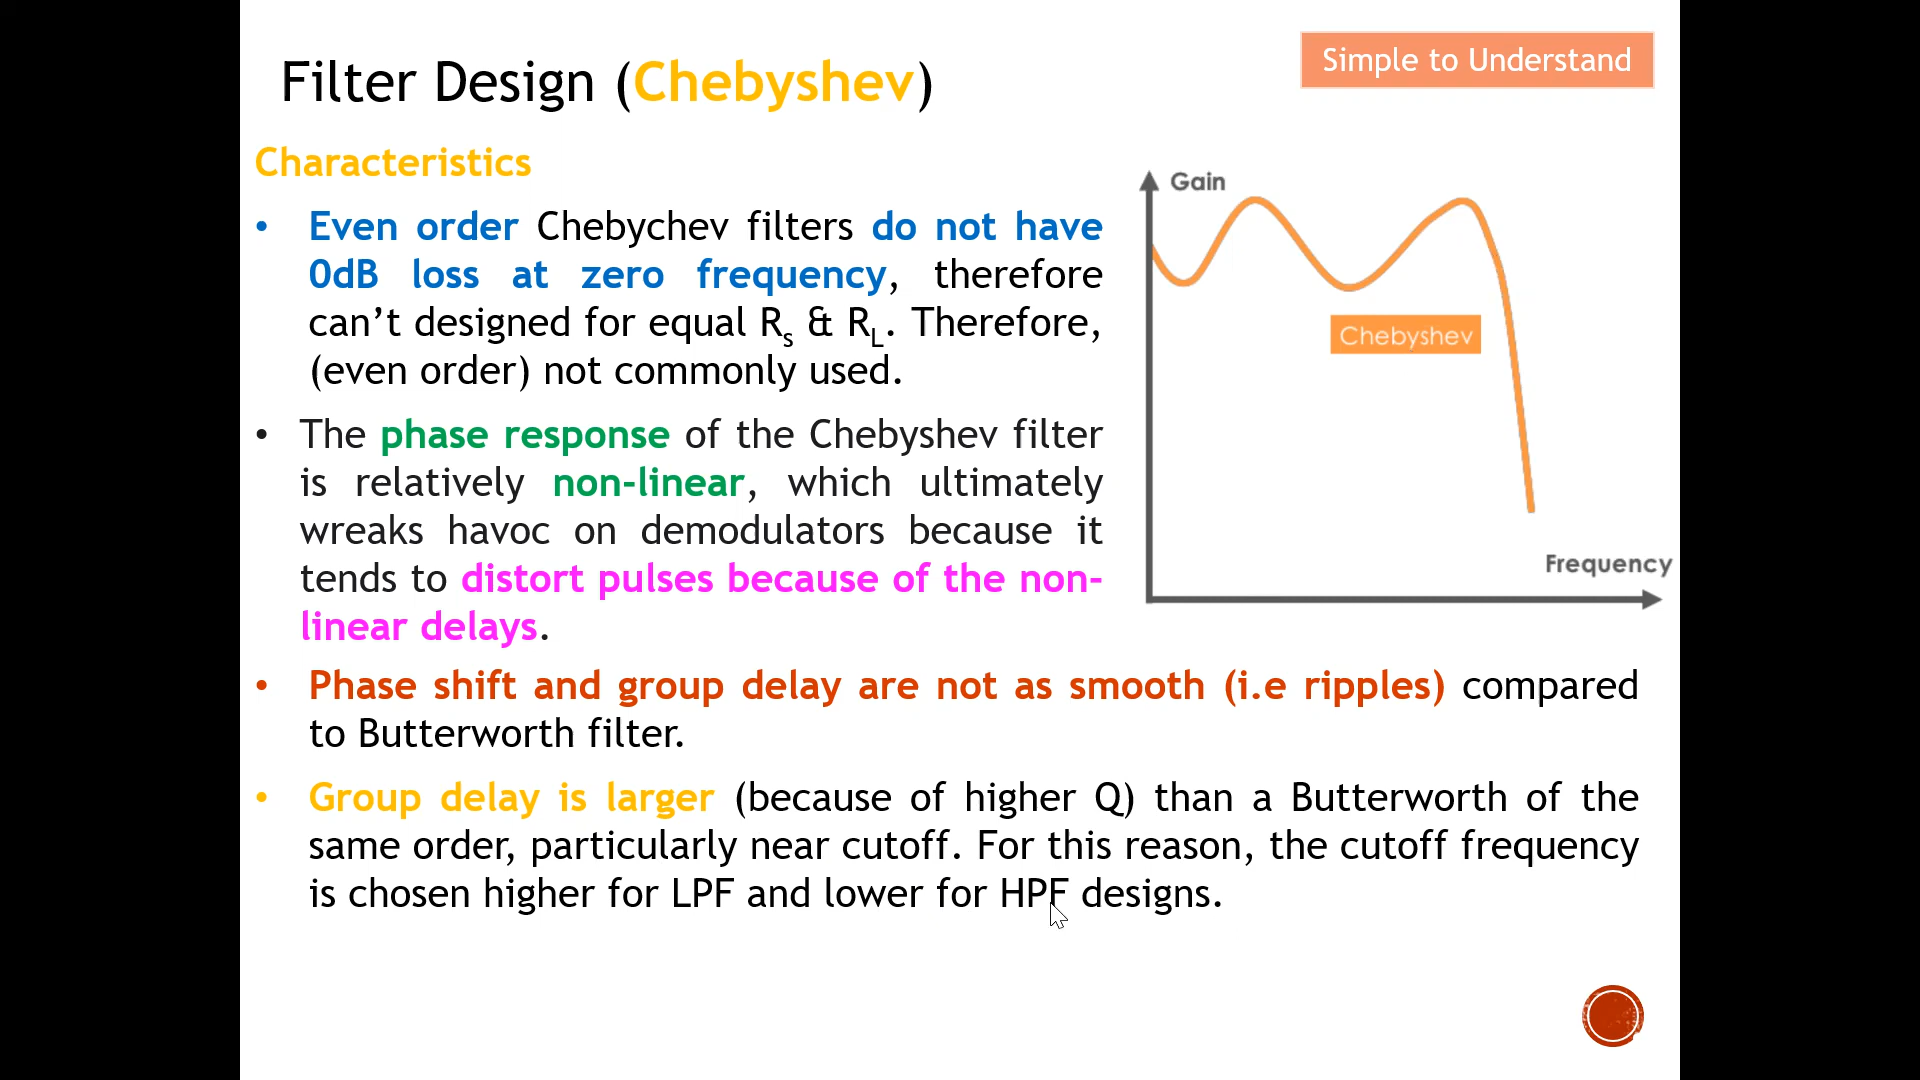 Simple to Understand
Filter Design (Chebyshev)
Characteristics
• Even order Chebychev filters do not have
0dB loss at zero frequency, therefore
can’t designed for equal Rs & RL. Therefore,
(even order) not commonly used.
• The phase response of the Chebyshev filter
is relatively non-linear, which ultimately
wreaks havoc on demodulators because it
tends to distort pulses because of the non-
linear delays.
Gain
Chebyshev
Frequency
• Phase shift and group delay are not as smooth (i.e ripples) compared
to Butterworth filter.
• Group delay is larger (because of higher Q) than a Butterworth of the
same order, particularly near cutoff. For this reason, the cutoff frequency
is chosen higher for LPF and lower for HPF designs.